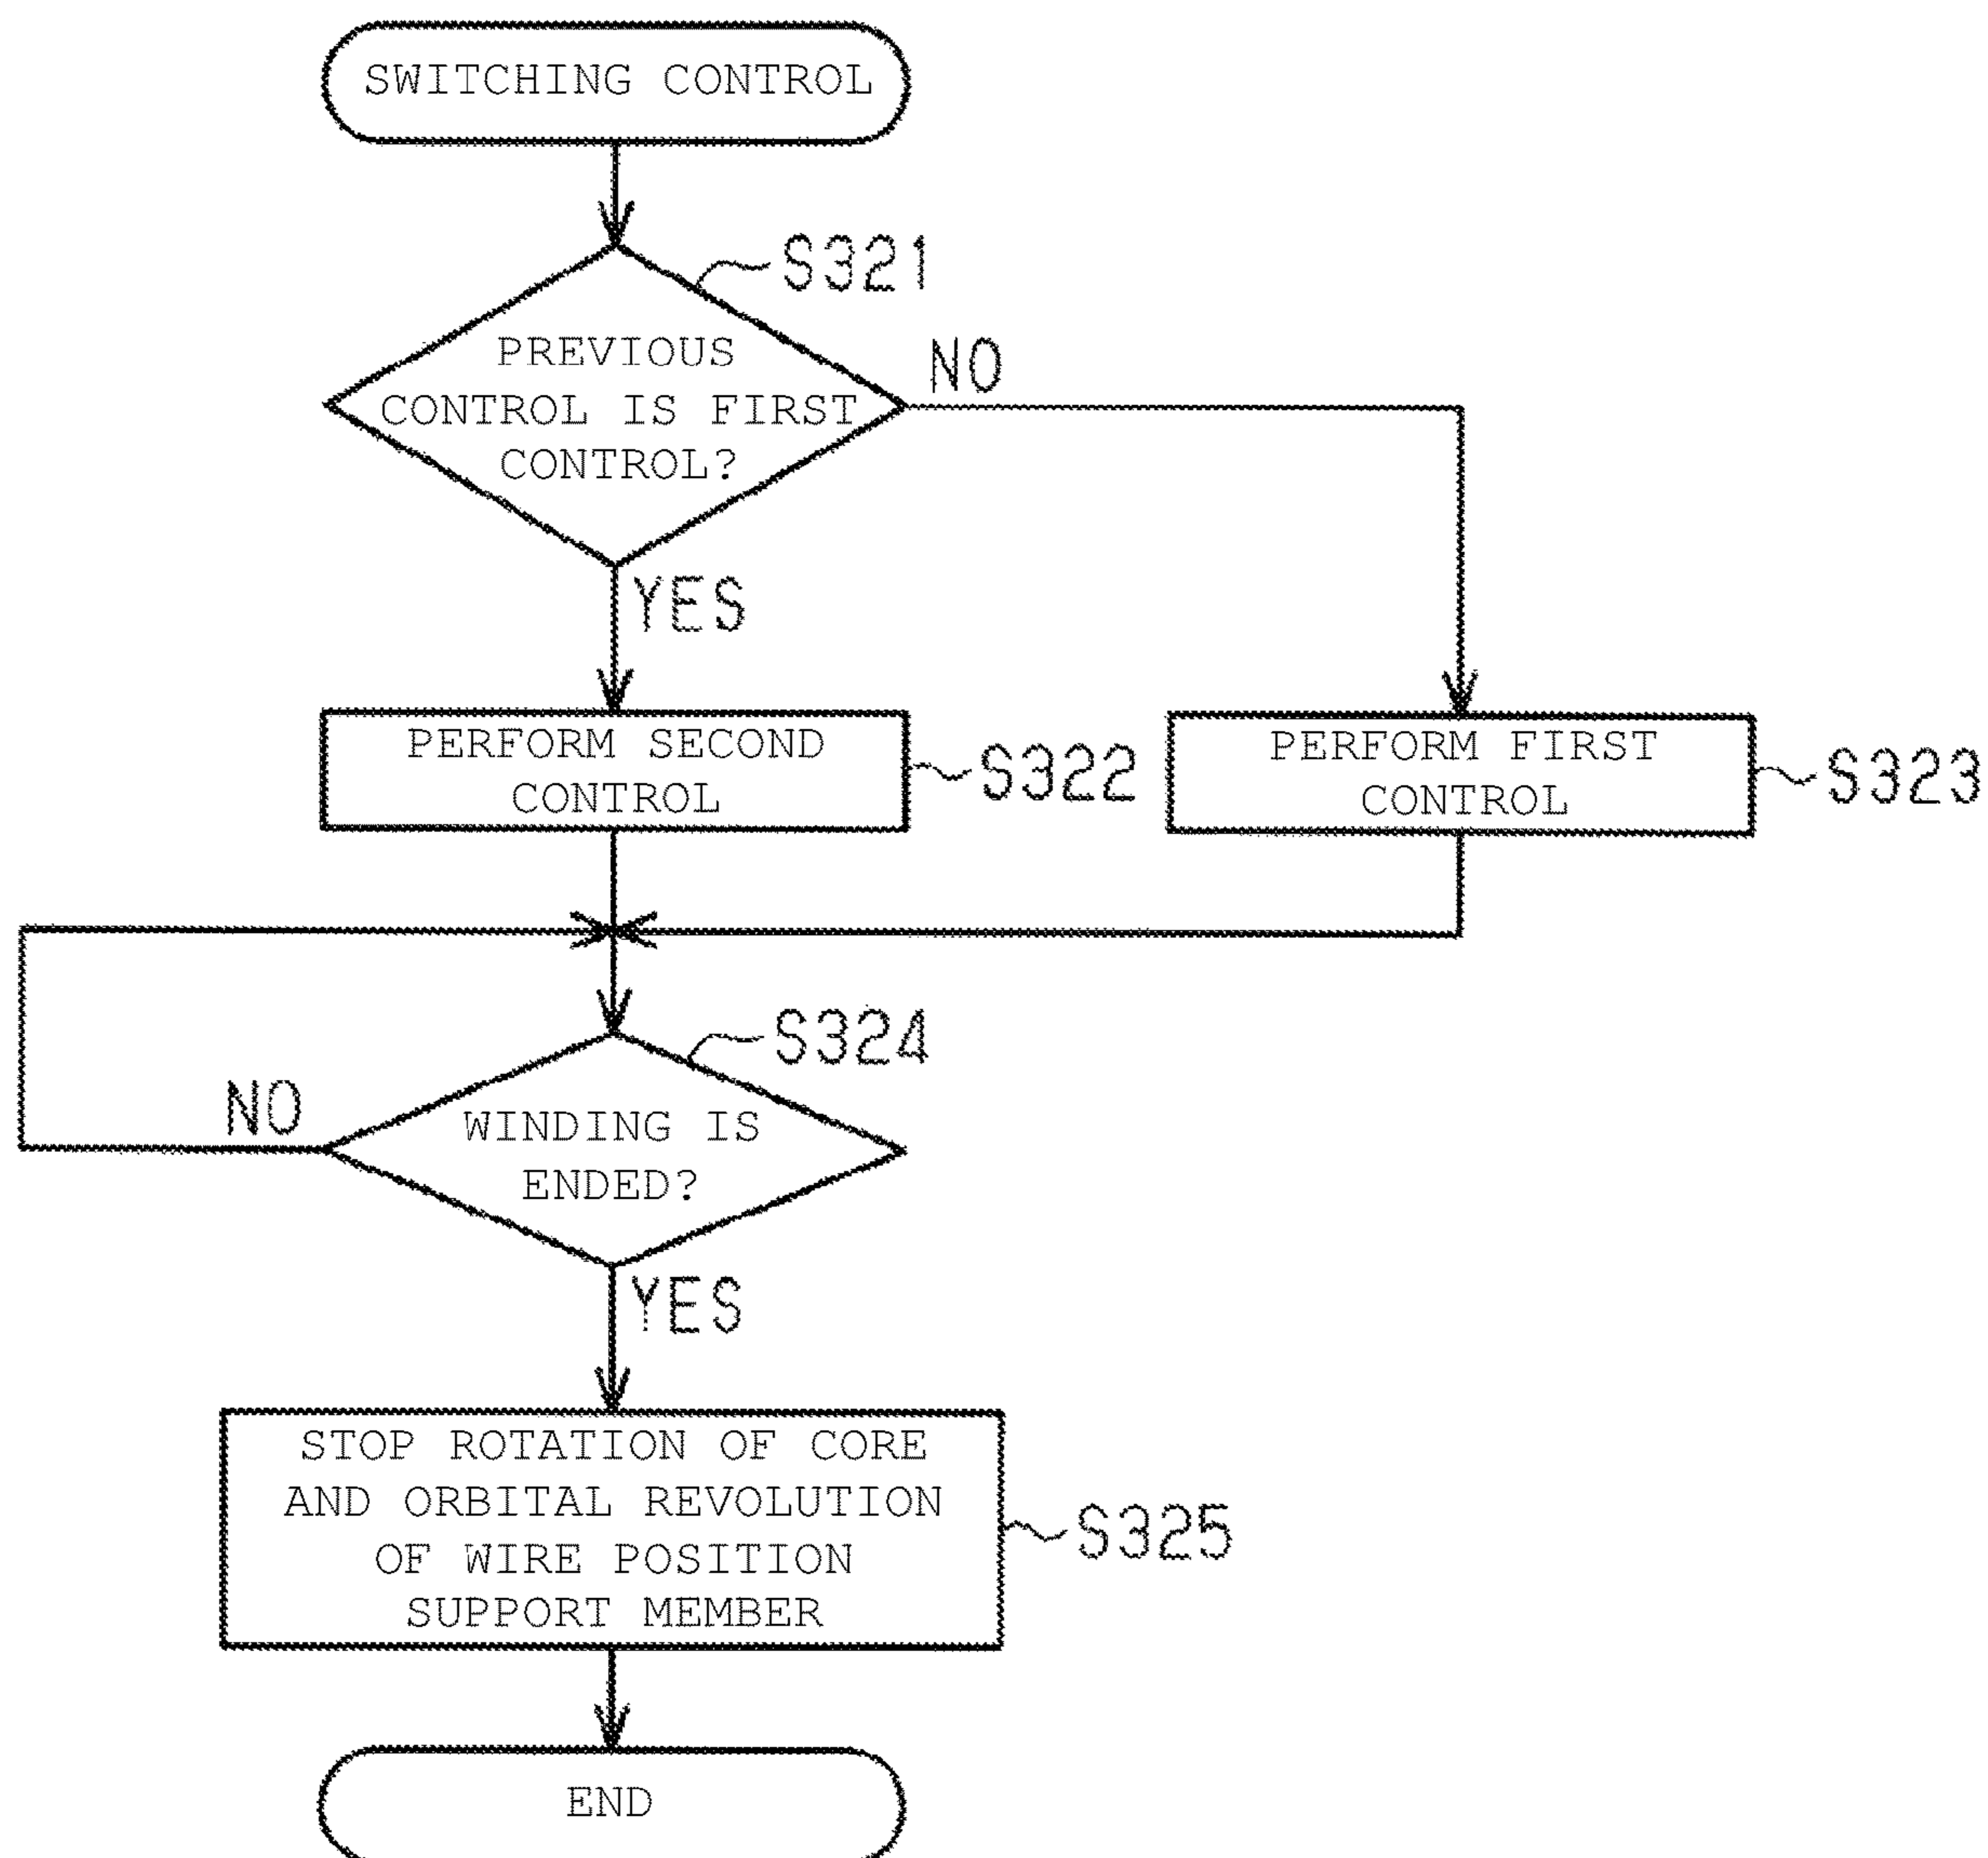 SWITCHING CONTROL
S321
PREVIOUS
CONTROL IS FIRST
CONTROL?
NO
YES
PERFORM SECOND
CONTROL
S322
PERFORM FIRST
CONTROL
S323
S324
WINDING IS
ENDED?
NO
YES
STOP ROTATION OF CORE
AND ORBITAL REVOLUTION
OF WIRE POSITION
SUPPORT MEMBER
S325
END